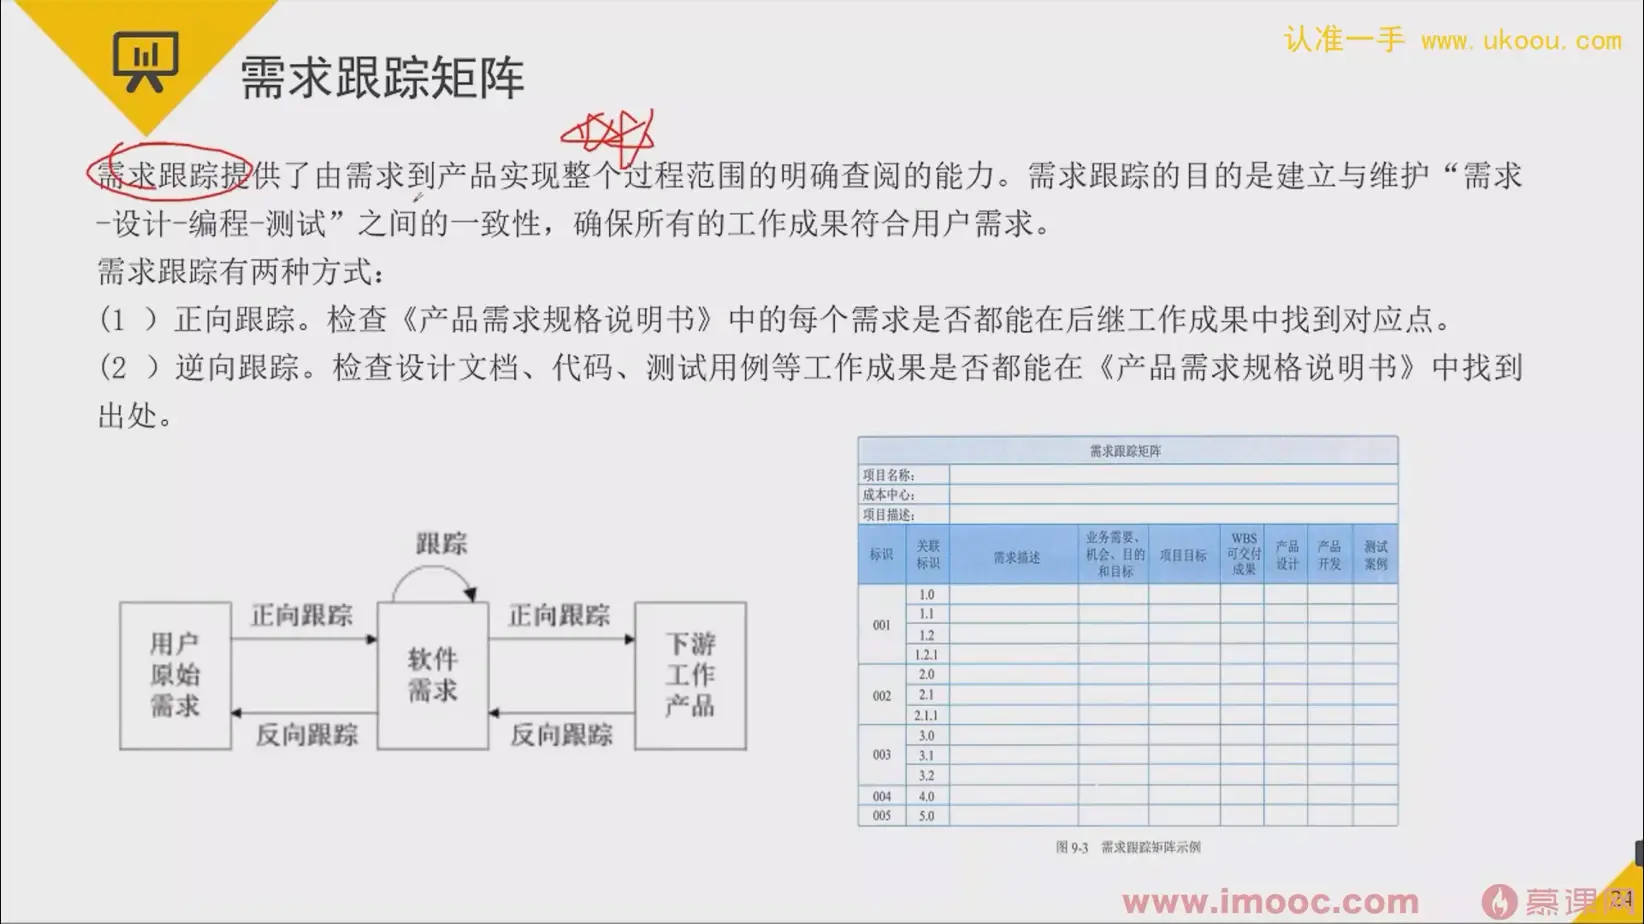 认准一手 www.ukoou.com
需求跟踪矩阵
需求跟踪提供了由需求到产品实现整个过程范围的明确查阅的能力。需求跟踪的目的是建立与维护“需求
-设计-编程-测试”之间的一致性，确保所有的工作成果符合用户需求。
需求跟踪有两种方式：
(1 ）正向跟踪。检查《产品需求规格说明书》中的每个需求是否都能在后继工作成果中找到对应点。
(2 ）逆向跟踪。检查设计文档、代码、测试用例等工作成果是否都能在《产品需求规格说明书》中找到
出处。
跟踪
正向跟踪
正向跟踪
用户
原始
需求
软件
需求
下游
工作
产品
反向跟踪
反向跟踪
需求跟踪矩阵
项目名称：
成本中心：
项目描述：
标识
关联
标识
需求描述
业务需要、
机会、目的
和目标
项目目标
WBS
可交付
成果
产品
设计
产品
开发
测试
案例
001
1.0
1.1
1.2
1.2.1
002
2.0
2.1
2.1.1
003
3.0
3.1
3.2
004 4.0
005 5.0
图 9-3 需求跟踪矩阵示例
www.imooc.com
慕课网
24